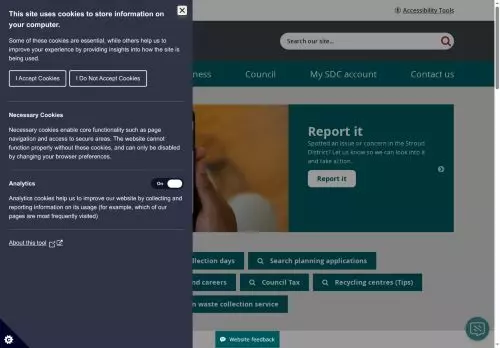 This site uses cookies to store information on
your computer.
Some of these cookies are essential, while others help us to
improve your experience by providing insights into how the site is
being used.
I Accept Cookies
I Do Not Accept Cookies
Necessary Cookies
Necessary cookies enable core functionality such as page
navigation and access to secure areas. The website cannot
function properly without these cookies, and can only be disabled
by changing your browser preferences.
Analytics
On
Analytics cookies help us to improve our website by collecting and
reporting information on its usage (for example, which of our
pages are most frequently visited)
About this tool
Accessibility Tools
Search our site...
ness
Council
My SDC account
Contact us
Report it
Spotted an issue or concern in the Stroud
District? Let us know so we can look into it
and take action.
Report it
llection days
Search planning applications
nd careers
Council Tax
Recycling centres (Tips)
n waste collection service
Website feedback